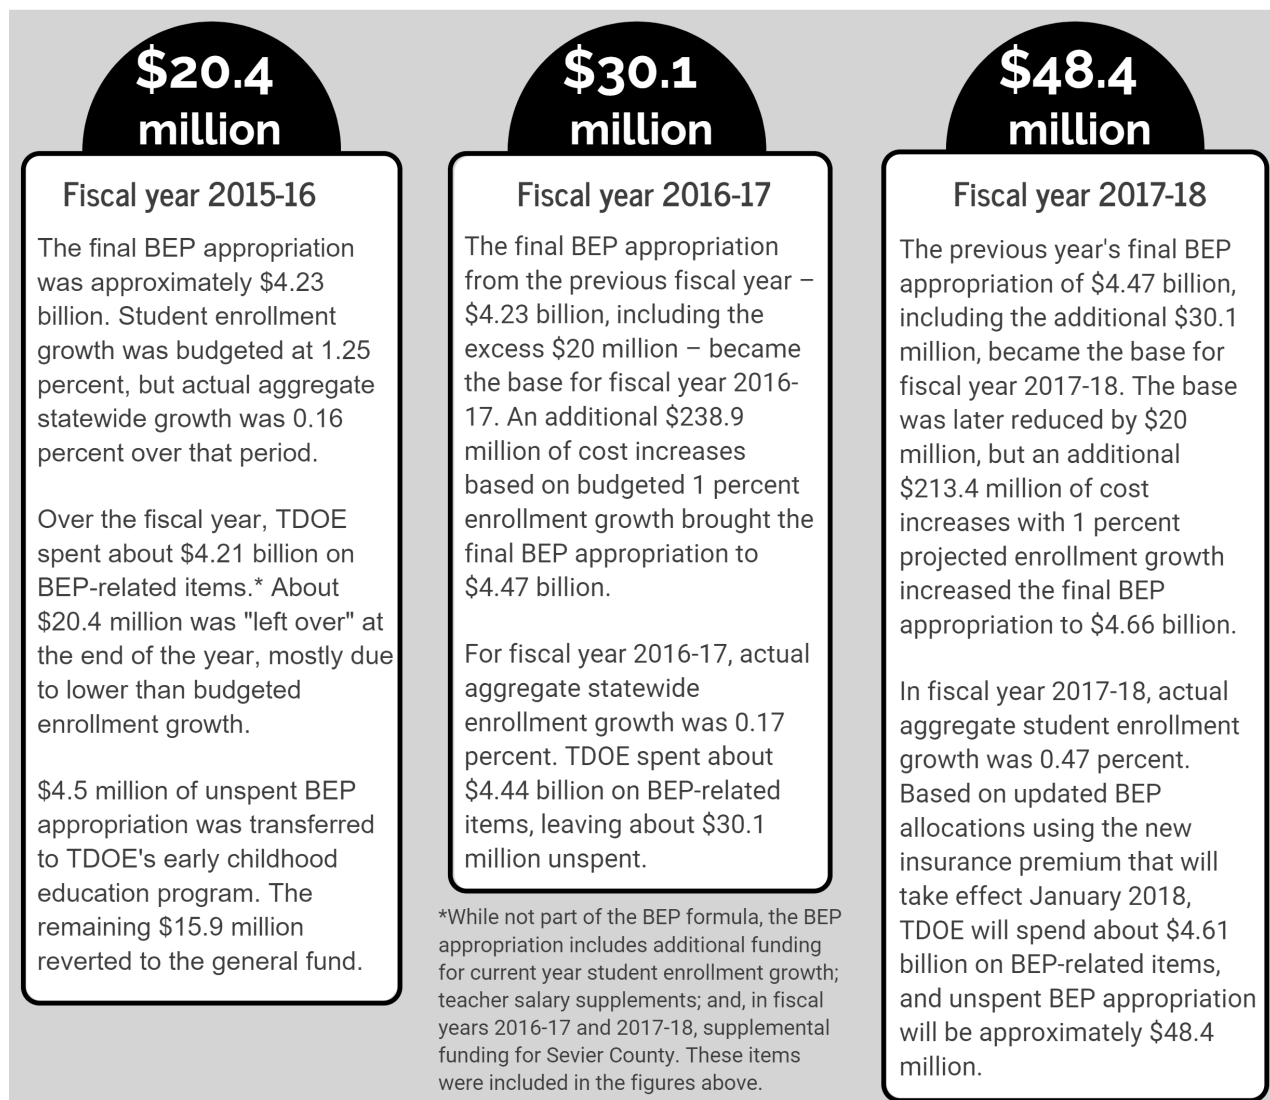 $20.4
million
Fiscal year 2015-16
The final BEP appropriation
was approximately $4.23
billion. Student enrollment
growth was budgeted at 1.25
percent, but actual aggregate
statewide growth was 0.16
percent over that period.
Over the fiscal year, TDOE
spent about $4.21 billion on
BEP-related items.* About
$20.4 million was "left over" at
the end of the year, mostly due
to lower than budgeted
enrollment growth.
$4.5 million of unspent BEP
appropriation was transferred
to TDOE's early childhood
education program. The
remaining $15.9 million
reverted to the general fund.
$30.1
million
Fiscal year 2016-17
The final BEP appropriation
from the previous fiscal year –
$4.23 billion, including the
excess $20 million – became
the base for fiscal year 2016-
17. An additional $238.9
million of cost increases
based on budgeted 1 percent
enrollment growth brought the
final BEP appropriation to
$4.47 billion.
For fiscal year 2016-17, actual
aggregate statewide
enrollment growth was 0.17
percent. TDOE spent about
$4.44 billion on BEP-related
items, leaving about $30.1
million unspent.
*While not part of the BEP formula, the BEP
appropriation includes additional funding
for current year student enrollment growth;
teacher salary supplements; and, in fiscal
years 2016-17 and 2017-18, supplemental
funding for Sevier County. These items
were included in the figures above.
$48.4
million
Fiscal year 2017-18
The previous year's final BEP
appropriation of $4.47 billion,
including the additional $30.1
million, became the base for
fiscal year 2017-18. The base
was later reduced by $20
million, but an additional
$213.4 million of cost
increases with 1 percent
projected enrollment growth
increased the final BEP
appropriation to $4.66 billion.
In fiscal year 2017-18, actual
aggregate student enrollment
growth was 0.47 percent.
Based on updated BEP
allocations using the new
insurance premium that will
take effect January 2018,
TDOE will spend about $4.61
billion on BEP-related items,
and unspent BEP appropriation
will be approximately $48.4
million.